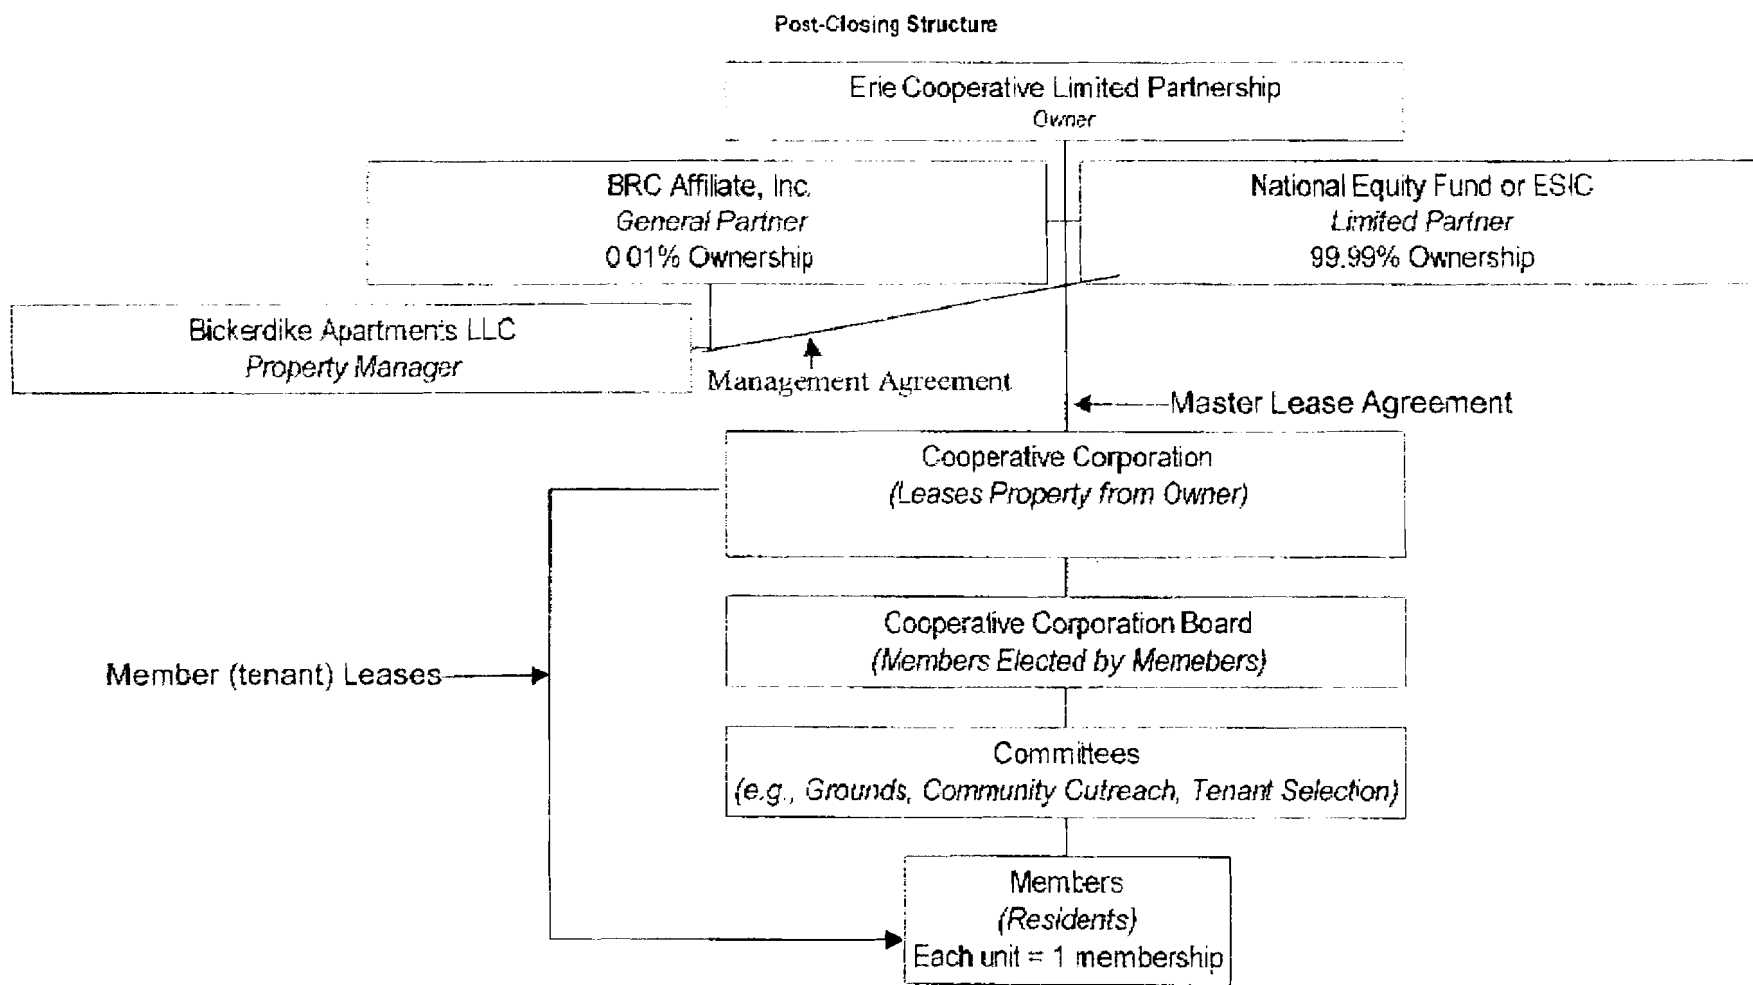 Post-Closing Structure
Erie Cooperative Limited Partnership
Owner
BRC Affiliate, Inc.
General Partner
0.01% Ownership
National Equity Fund or ESIC
Limited Partner
99.99% Ownership
Bickerdike Apartments LLC
Property Manager
Management Agreement
Master Lease Agreement
Cooperative Corporation
(Leases Property from Owner)
Cooperative Corporation Board
(Members Elected by Memebers)
Member (tenant) Leases
Committees
(e.g., Grounds, Community Outreach, Tenant Selection)
Members
(Residents)
Each unit = 1 membership